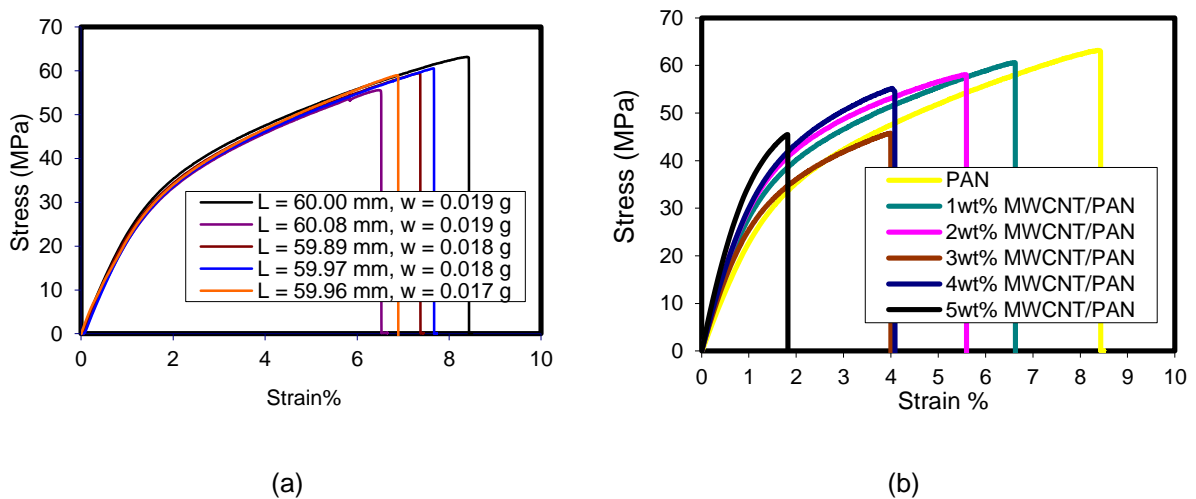 70
60
50
40
30
20
10
0
Stress (MPa)
L = 60.00 mm, w = 0.019 g
L = 60.08 mm, w = 0.019 g
L = 59.89 mm, w = 0.018 g
L = 59.97 mm, w = 0.018 g
L = 59.96 mm, w = 0.017 g
0 2 4 6 8 10
Strain%
(a)
70
60
50
40
30
20
10
0
Stress (MPa)
PAN
1wt% MWCNT/PAN
2wt% MWCNT/PAN
3wt% MWCNT/PAN
4wt% MWCNT/PAN
5wt% MWCNT/PAN
0 1 2 3 4 5 6 7 8 9 10
Strain %
(b)